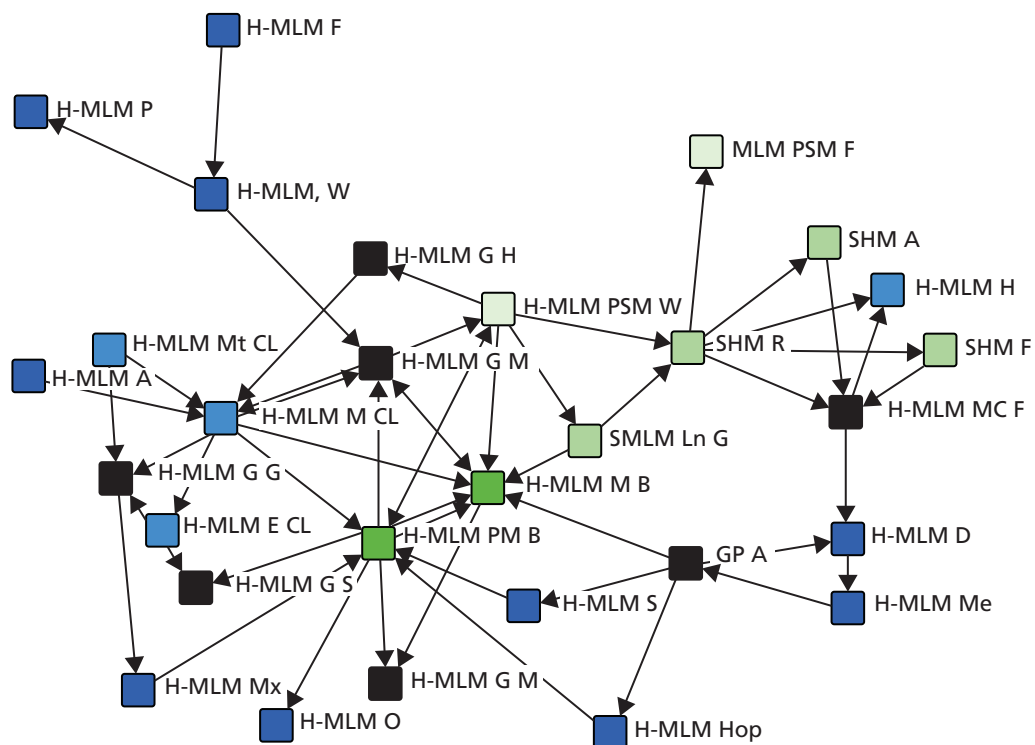 H-MLM F
H-MLM P
MLM PSM F
H-MLM, W
SHM A
H-MLM G H
H-MLM H
H-MLM PSM W
H-MLM Mt CL
SHM R
SHM F
H-MLM G M
H-MLM A
H-MLM M CL
H-MLM MC F
SMLM Ln G
H-MLM G G
H-MLM M B
H-MLM E CL
H-MLM PM B
H-MLM D
GP A
H-MLM G S
H-MLM S
H-MLM Me
H-MLM G M
H-MLM Mx
H-MLM O
H-MLM Hop